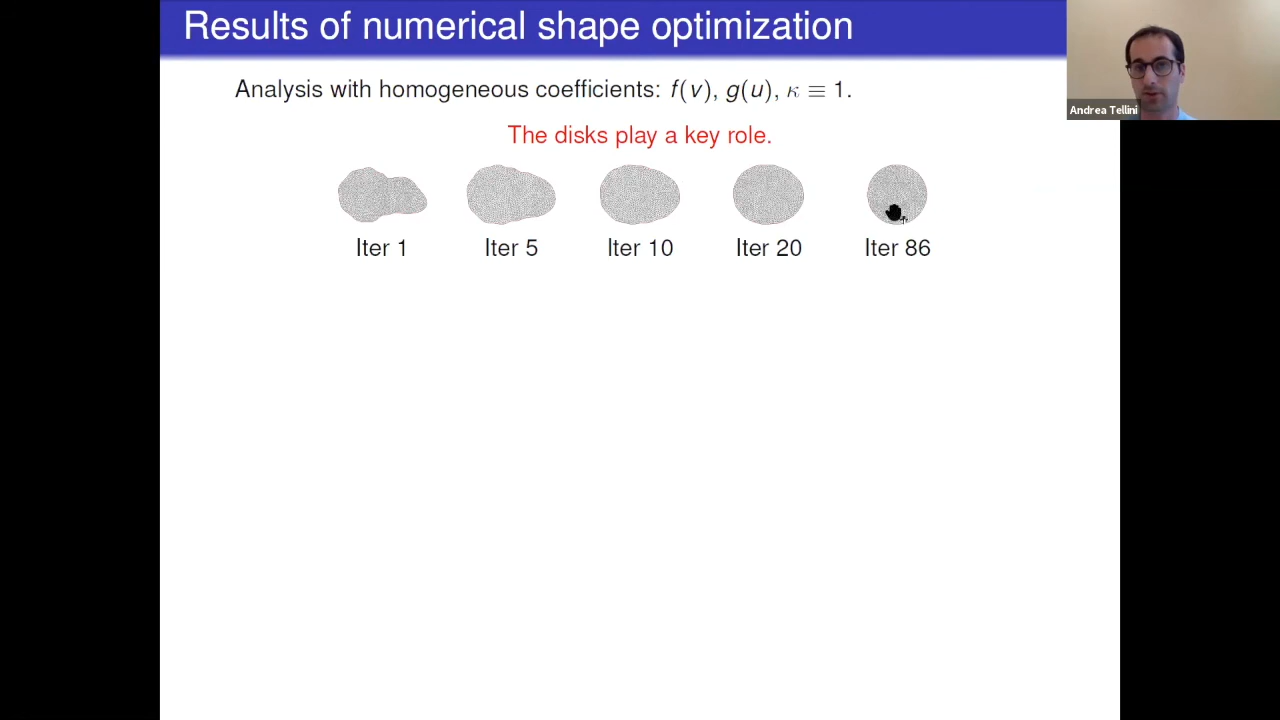 Results of numerical shape optimization
Andrea Tellini
Analysis with homogeneous coefficients: f(v), g(u), κ ≡ 1.
The disks play a key role.
Iter 1
Iter 5
Iter 10
Iter 20
Iter 86